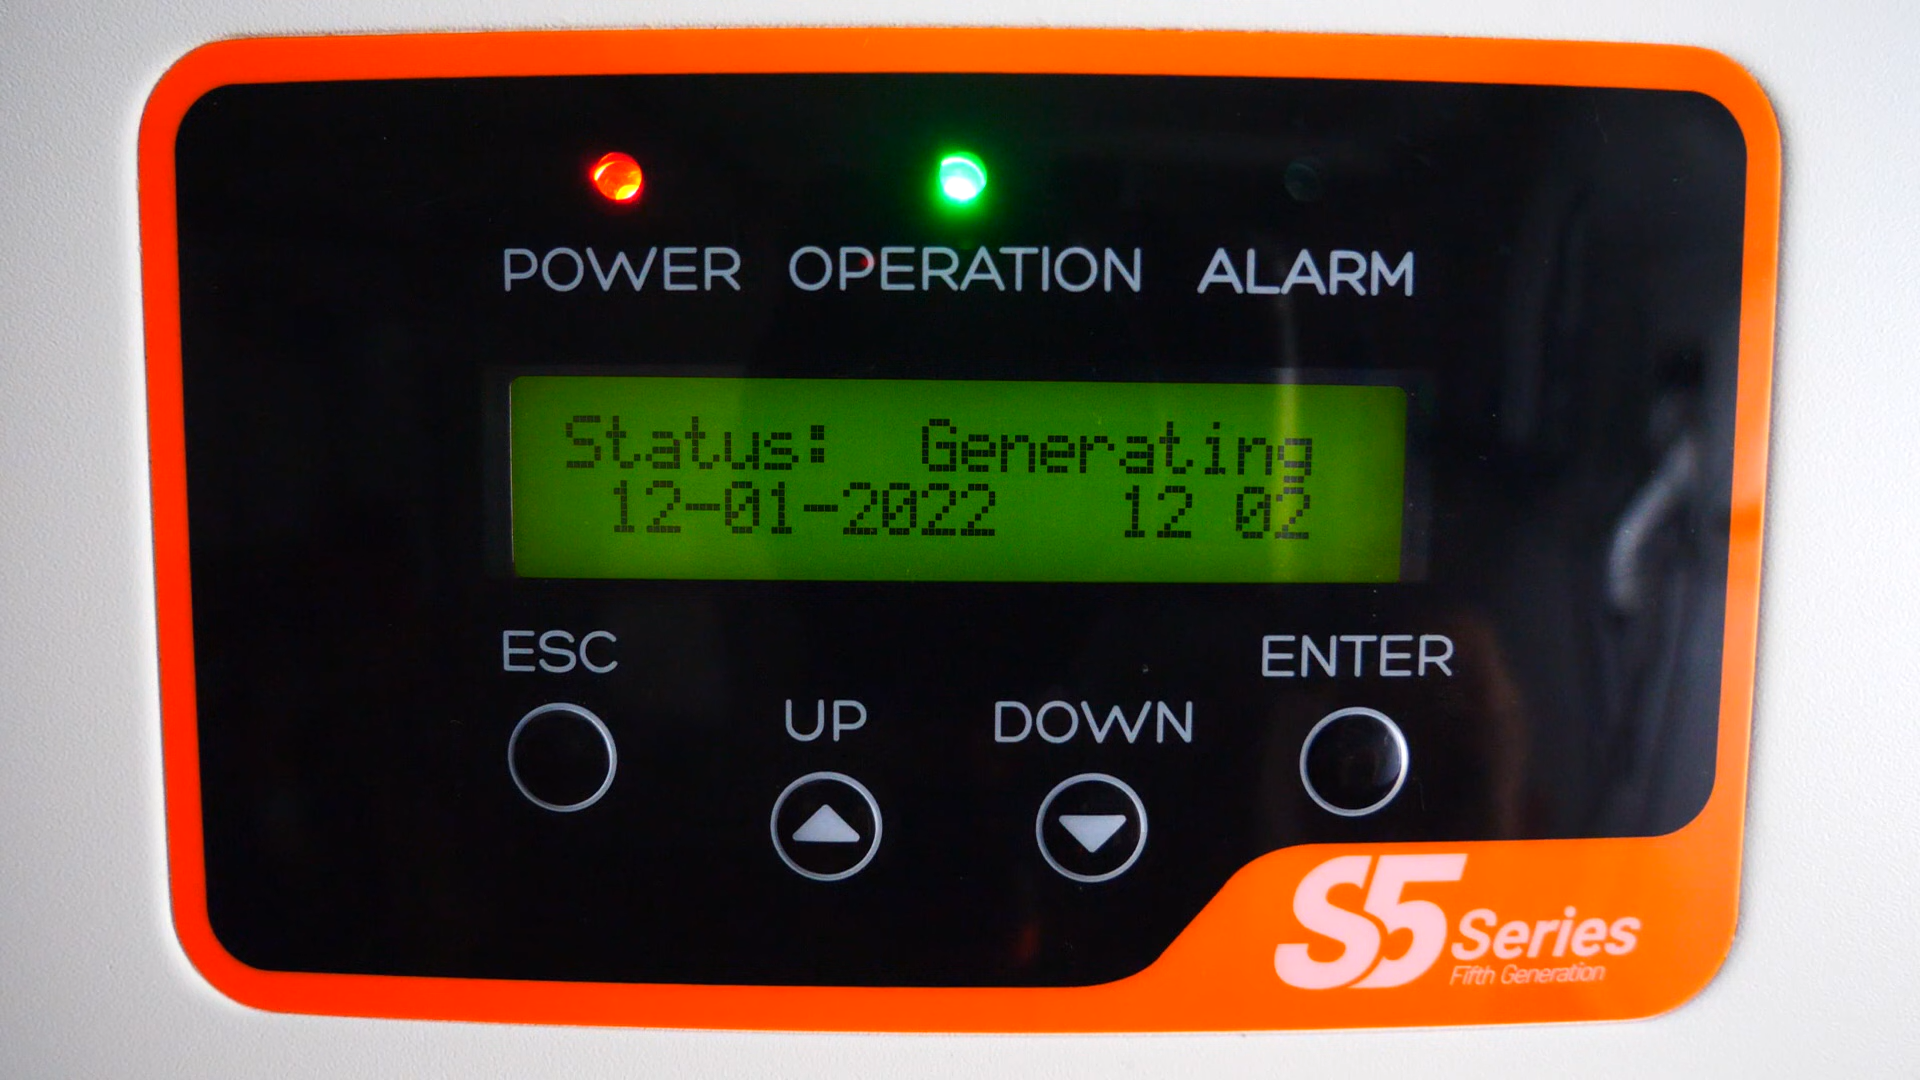 POWER OPERATION ALARM
Status: Generating
12-01-2022 12 02
ESC ENTER
UP DOWN
S5 Series
Fifth Generation